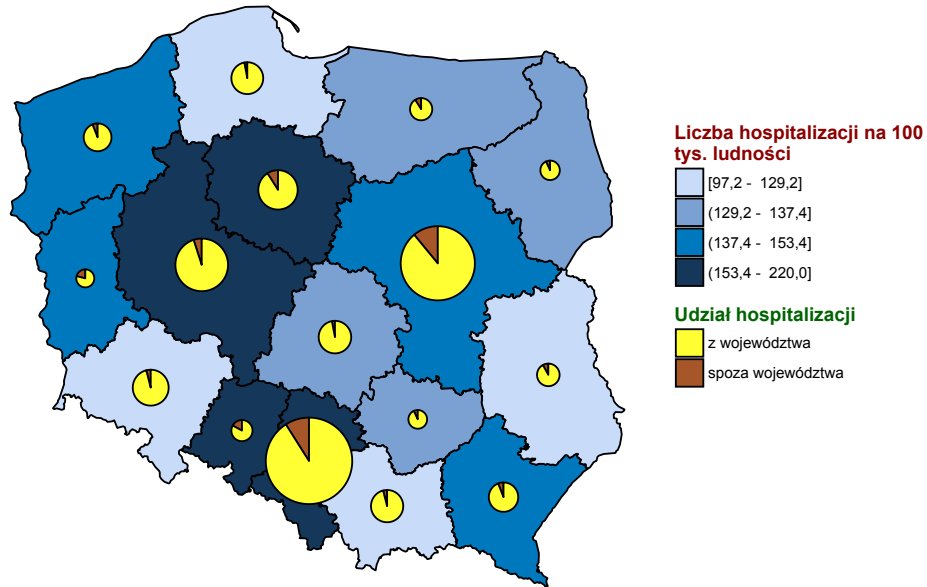 Liczba hospitalizacji na 100
tys. ludności
[97,2 - 129,2]
(129,2 - 137,4]
(137,4 - 153,4]
(153,4 - 220,0]
Udział hospitalizacji
z województwa
spoza województwa